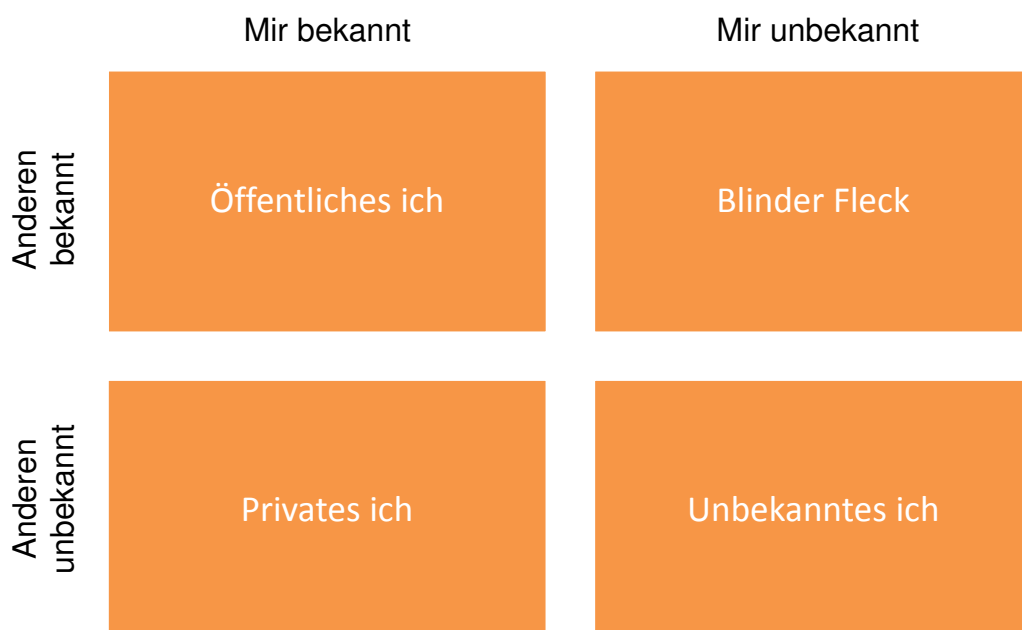 Mir bekannt
Mir unbekannt
Anderen
bekannt
Öffentliches ich
Blinder Fleck
Anderen
unbekannt
Privates ich
Unbekanntes ich